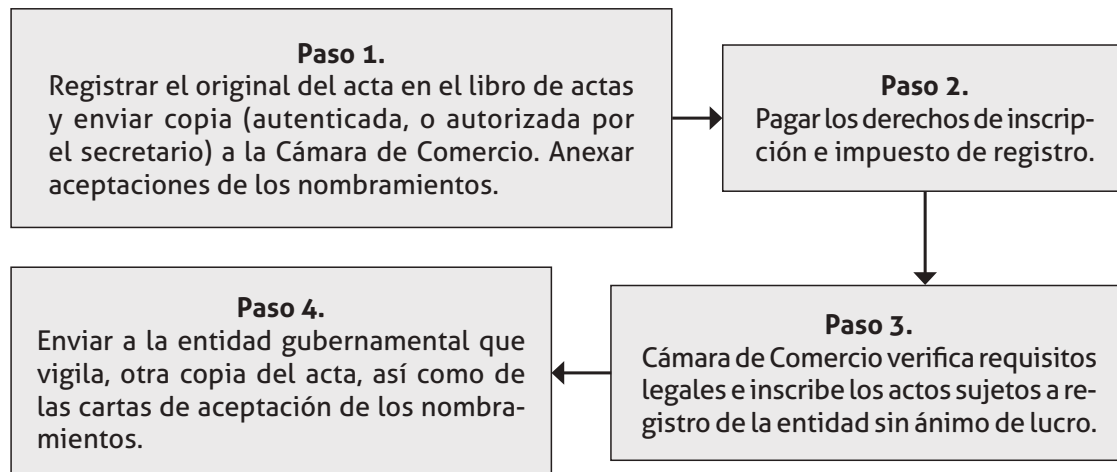 Paso 1.
Registrar el original del acta en el libro de actas
y enviar copia (autenticada, o autorizada por
el secretario) a la Cámara de Comercio. Anexar
aceptaciones de los nombramientos.
Paso 2.
Pagar los derechos de inscrip-
ción e impuesto de registro.
Paso 3.
Cámara de Comercio verifica requisitos
legales e inscribe los actos sujetos a re-
gistro de la entidad sin ánimo de lucro.
Paso 4.
Enviar a la entidad gubernamental que
vigila, otra copia del acta, así como de
las cartas de aceptación de los nombra-
mientos.